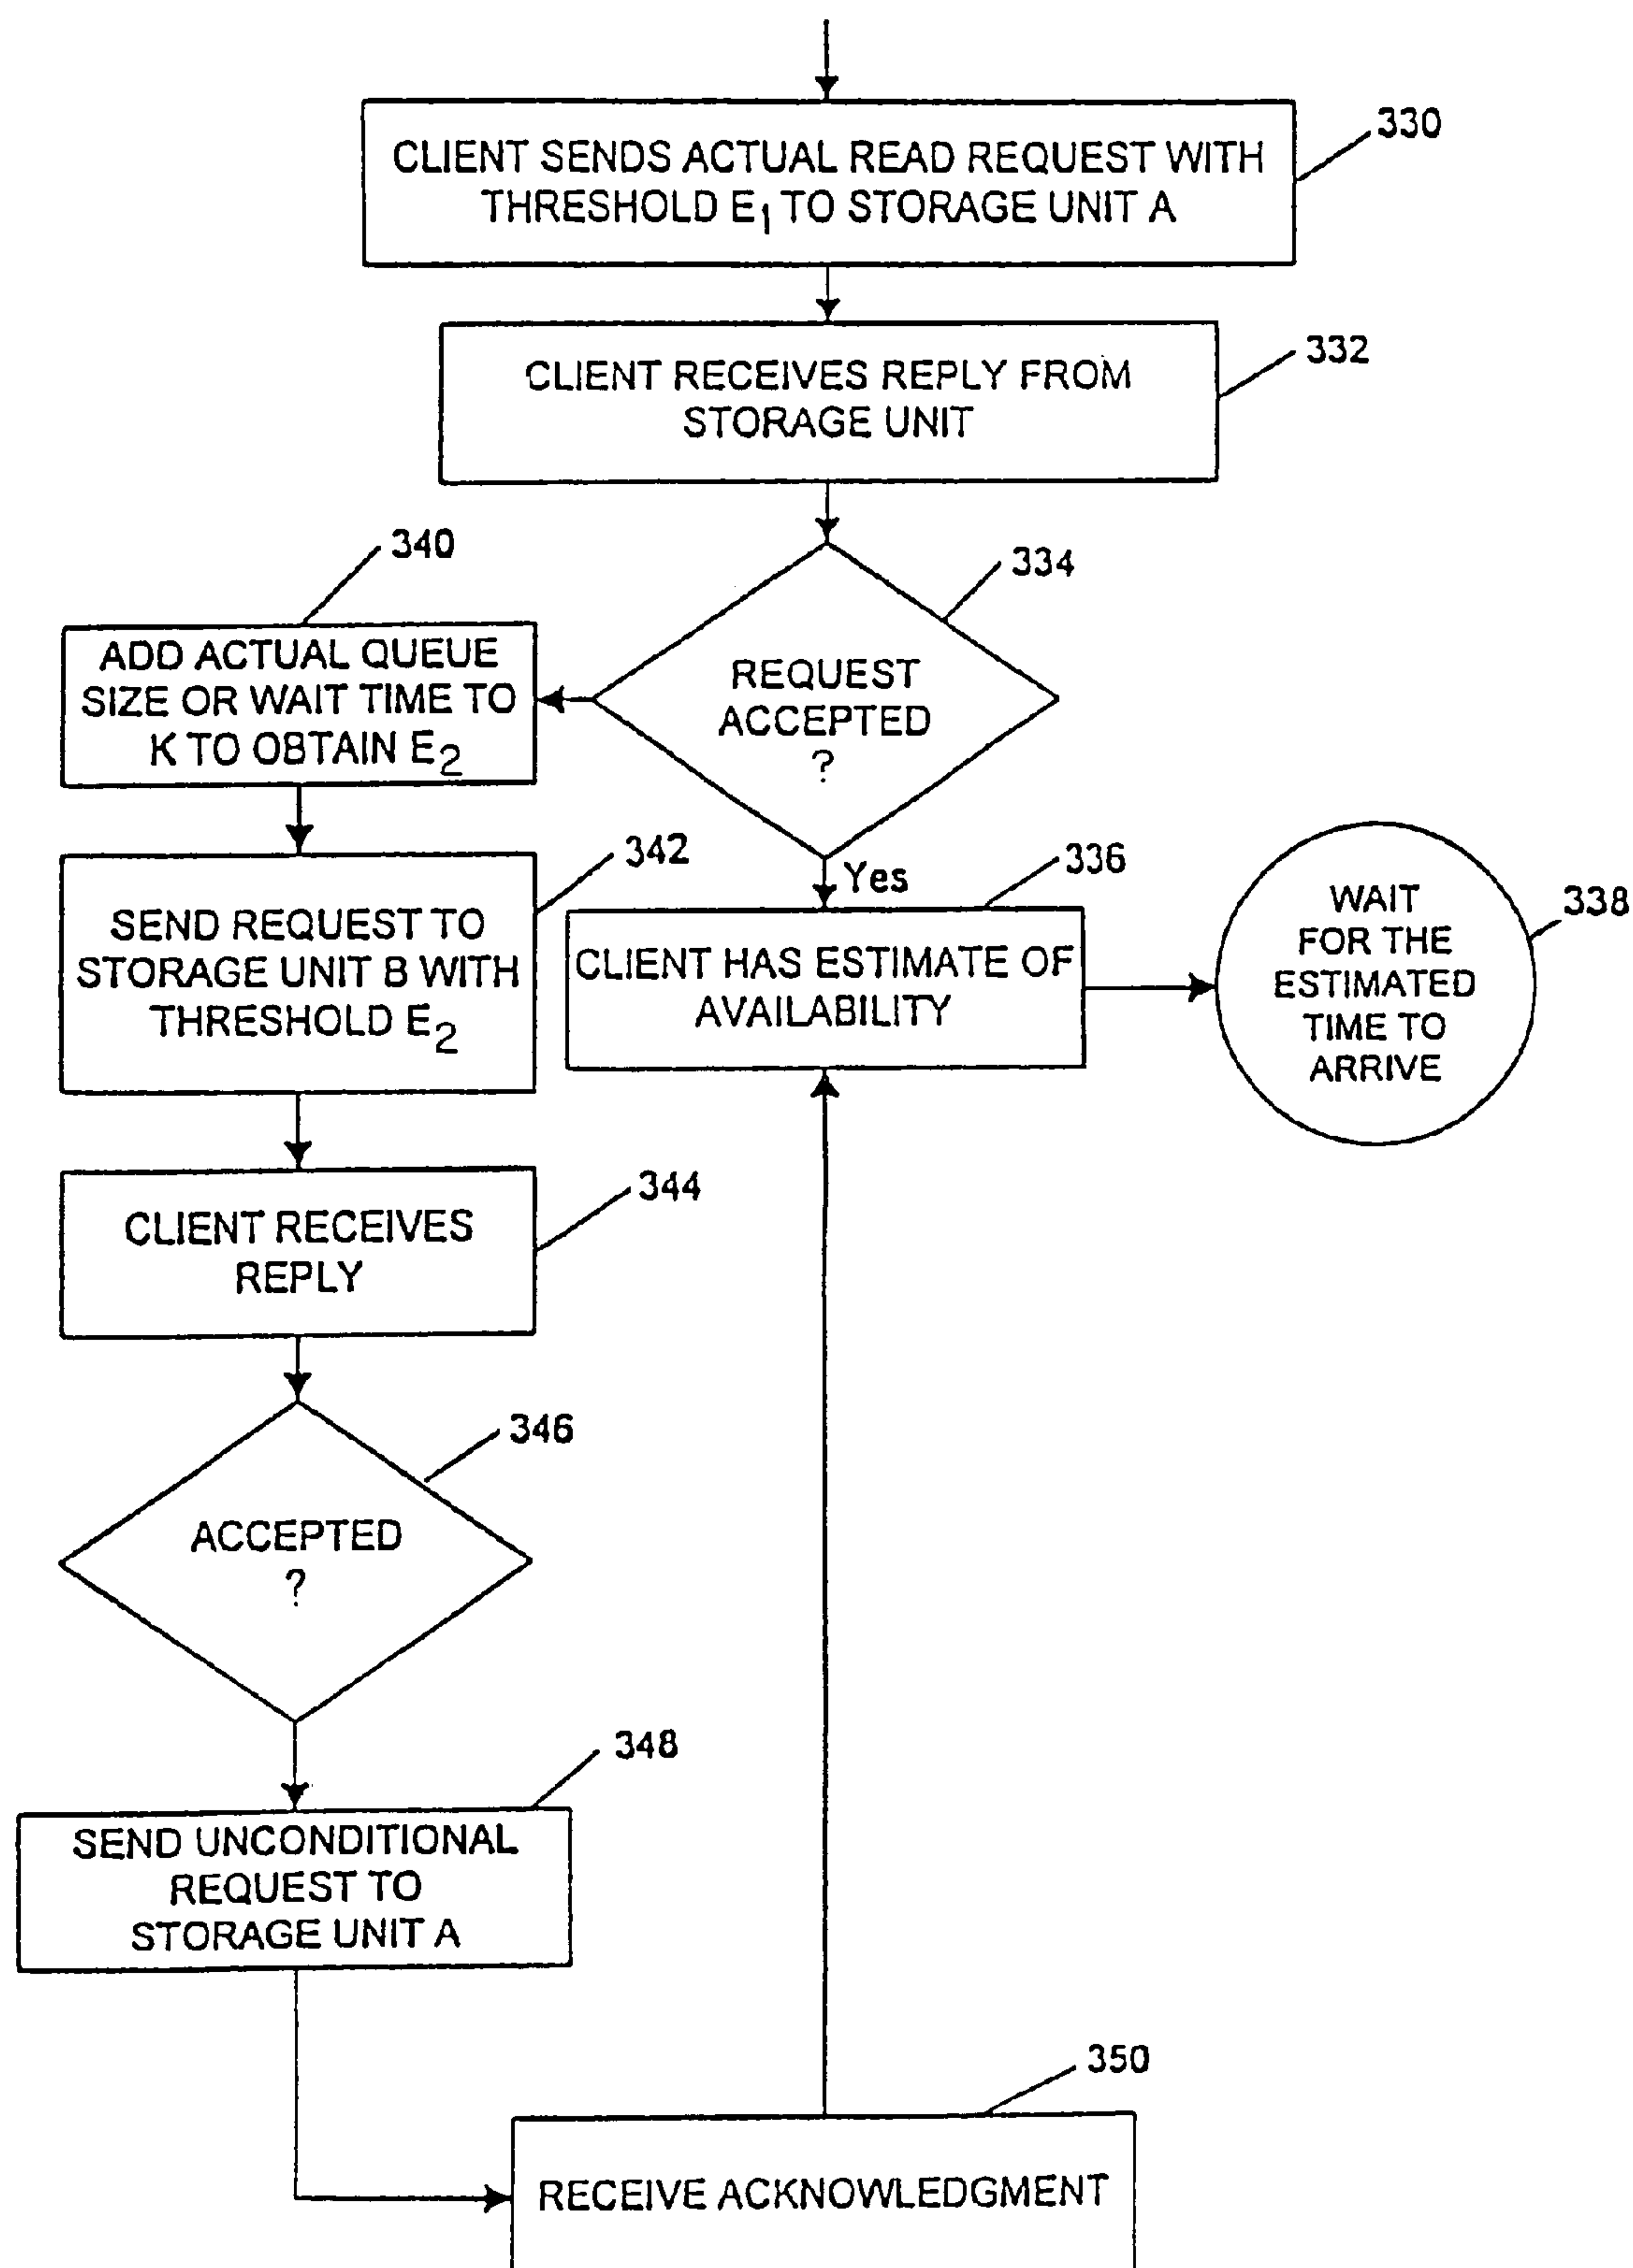 CLIENT SENDS ACTUAL READ REQUEST WITH
THRESHOLD E1 TO STORAGE UNIT A
330
CLIENT RECEIVES REPLY FROM
STORAGE UNIT
332
340
334
ADD ACTUAL QUEUE
SIZE OR WAIT TIME TO
K TO OBTAIN E2
REQUEST
ACCEPTED
?
342
Yes
336
SEND REQUEST TO
STORAGE UNIT B WITH
THRESHOLD E2
CLIENT HAS ESTIMATE OF
AVAILABILITY
WAIT
FOR THE
ESTIMATED
TIME TO
ARRIVE
338
344
CLIENT RECEIVES
REPLY
346
ACCEPTED
?
348
SEND UNCONDITIONAL
REQUEST TO
STORAGE UNIT A
350
RECEIVE ACKNOWLEDGMENT